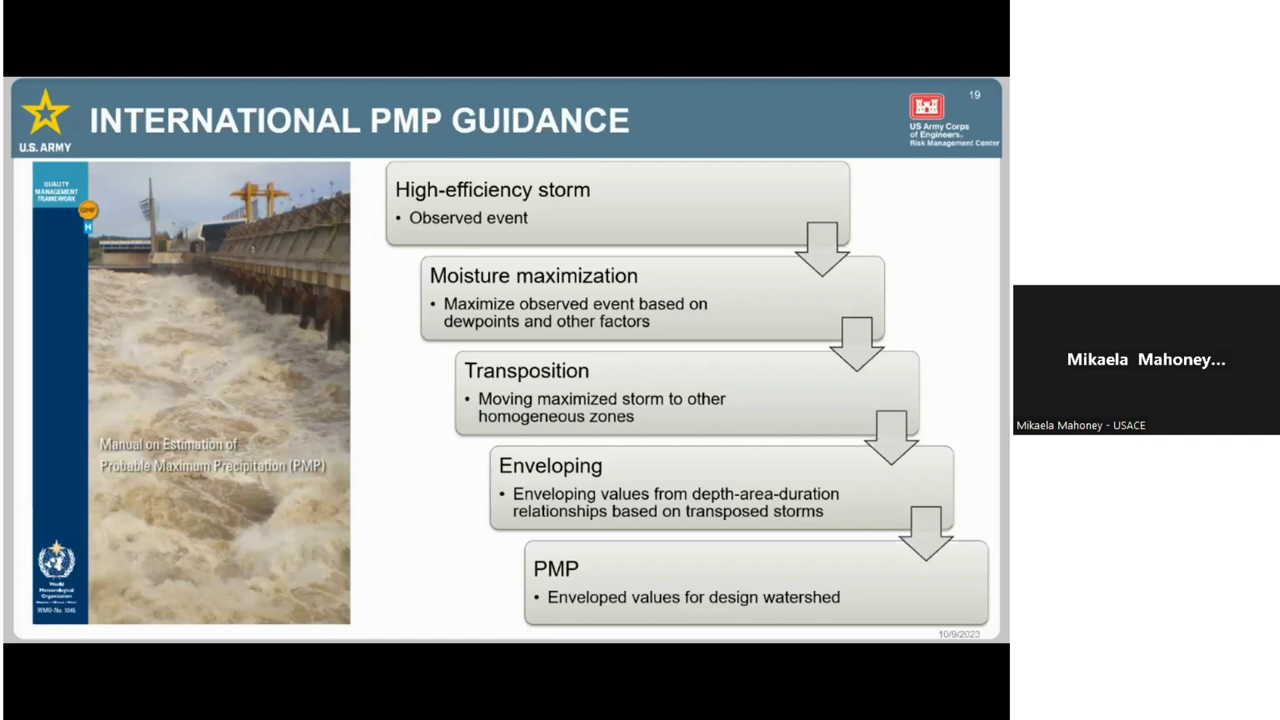 U.S. ARMY
INTERNATIONAL PMP GUIDANCE
19
US Army Corps
of Engineers®
Risk Management Center
QUALITY
MANAGEMENT
FRAMEWORK
QMF
H
Manual on Estimation of
Probable Maximum Precipitation (PMP)
World
Meteorological
Organization
WMO-No. 1045
High-efficiency storm
• Observed event
Moisture maximization
• Maximize observed event based on
dewpoints and other factors
Transposition
• Moving maximized storm to other
homogeneous zones
Enveloping
• Enveloping values from depth-area-duration
relationships based on transposed storms
PMP
• Enveloped values for design watershed
10/9/2023
Mikaela Mahoney...
Mikaela Mahoney - USACE